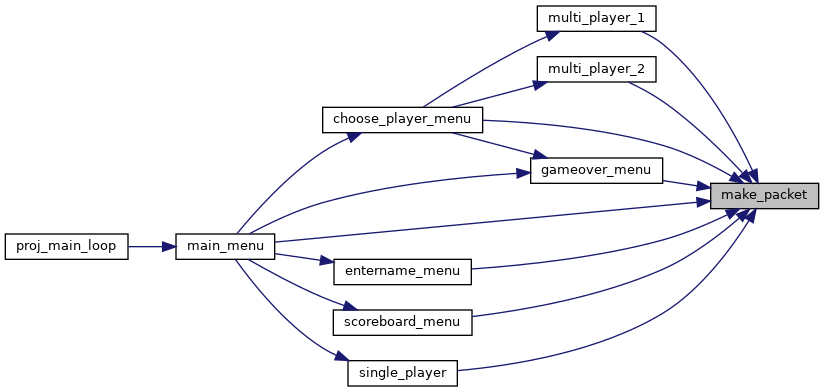 multi_player_1
multi_player_2
choose_player_menu
gameover_menu
make_packet
proj_main_loop
main_menu
entername_menu
scoreboard_menu
single_player